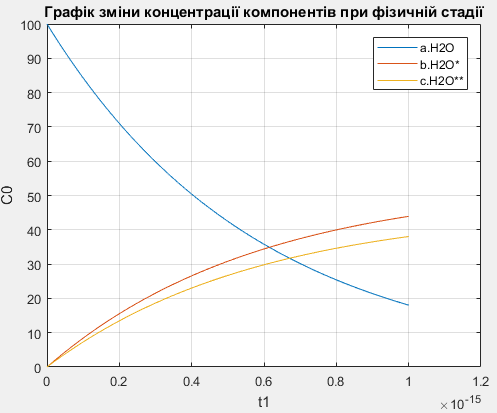 Графік зміни концентрації компонентів при фізичній стадії
100
90
80
70
60
50
40
30
20
10
0
C0
a.H2O
b.H2O*
c.H2O**
0 0.2 0.4 0.6 0.8 1 1.2
t1
×10⁻¹⁵